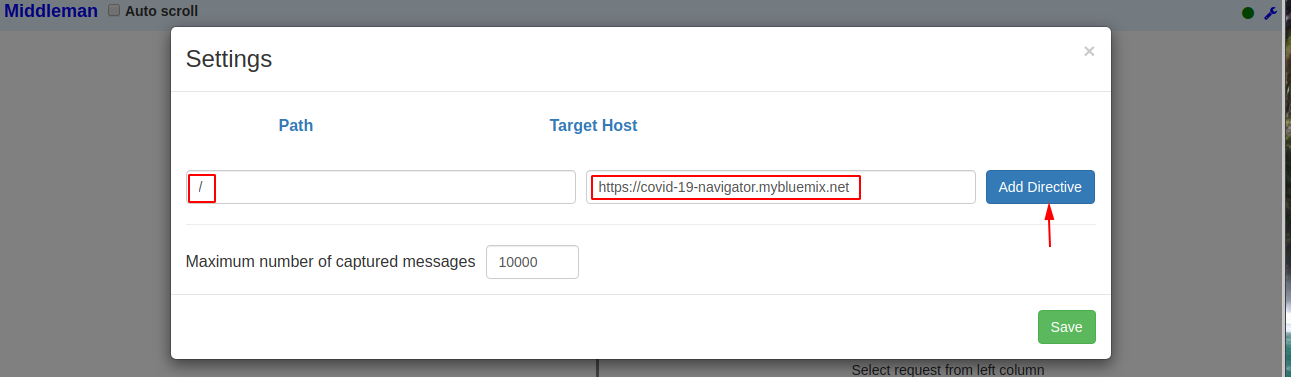 Middleman Auto scroll
Settings
×
Path Target Host
/ https://covid-19-navigator.mybluemix.net Add Directive
Maximum number of captured messages 10000
Save
Select request from left column